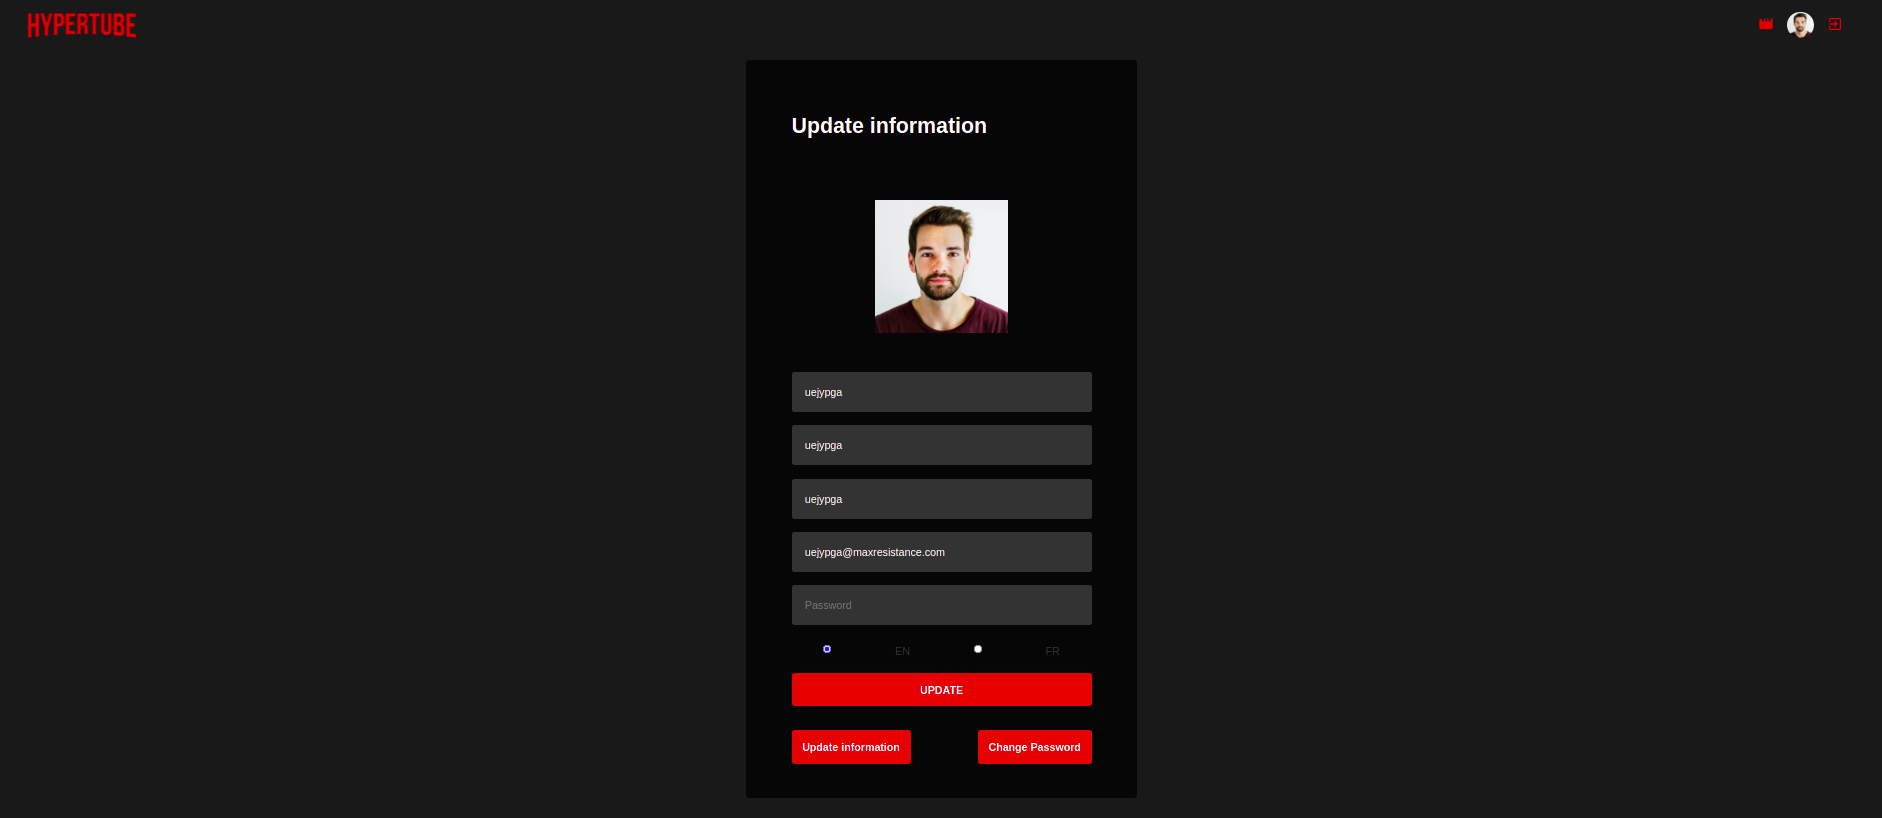 HYPERTUBE
Update information
uejypga
uejypga
uejypga
uejypga@maxresistance.com
Password
EN FR
UPDATE
Update information Change Password